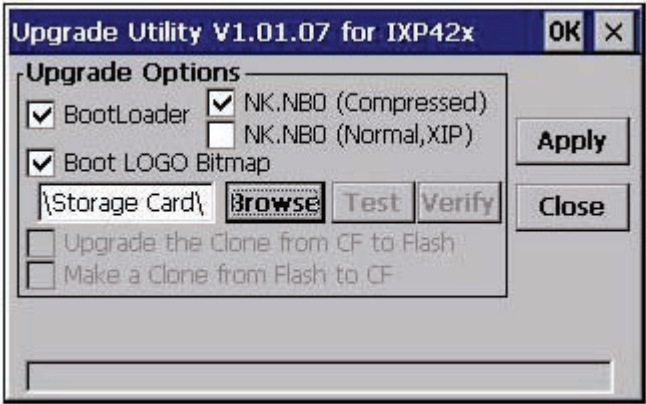 Upgrade Utility V1.01.07 for IXP42x OK ×
Upgrade Options
BootLoader
NK.NB0 (Compressed)
NK.NB0 (Normal,XIP)
Boot LOGO Bitmap
\Storage Card\ Browse Test Verify
Upgrade the Clone from CF to Flash
Make a Clone from Flash to CF
Apply
Close